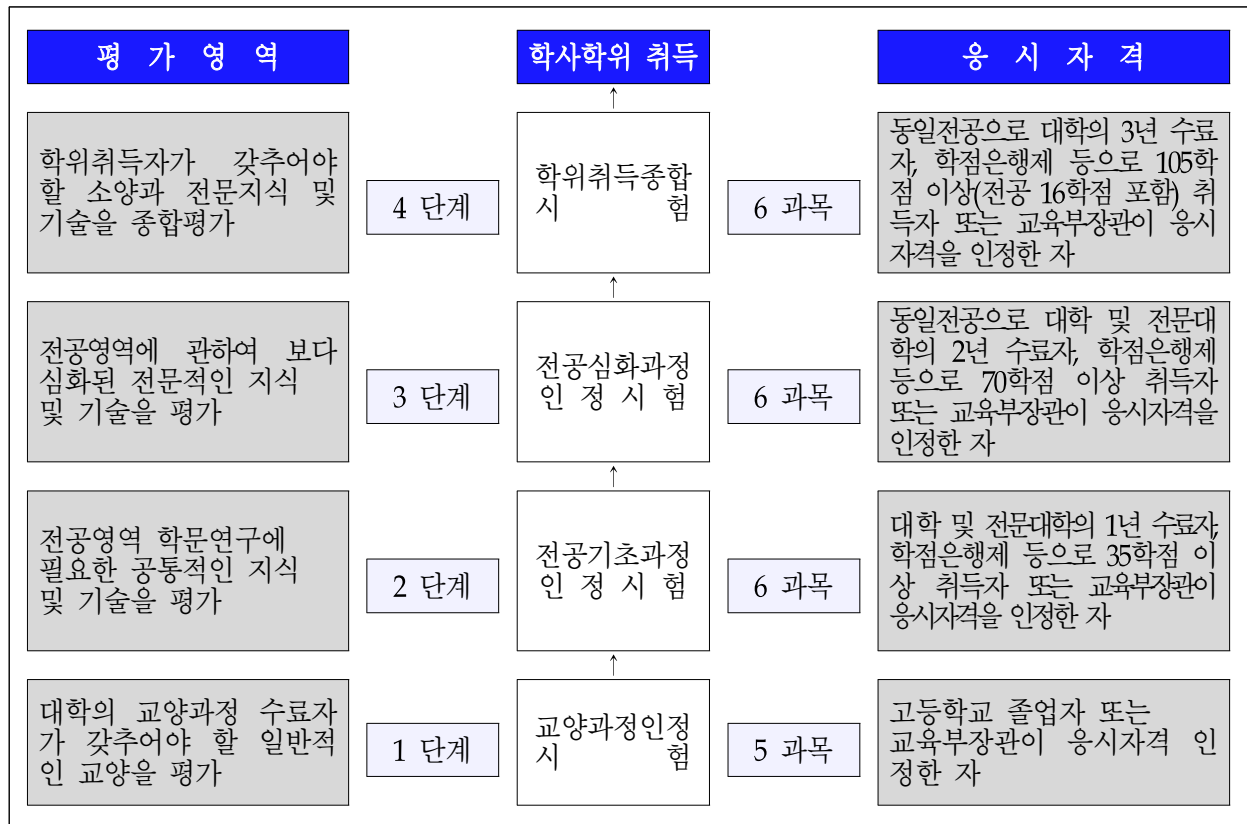 평 가 영 역
학사학위 취득
응 시 자 격
학위취득자가 갖추어야
할 소양과 전문지식 및
기술을 종합평가
4 단계
학위취득종합
시 험
6 과목
동일전공으로 대학의 3년 수료
자, 학점은행제 등으로 105학
점 이상(전공 16학점 포함) 취
득자 또는 교육부장관이 응시
자격을 인정한 자
전공영역에 관하여 보다
심화된 전문적인 지식
및 기술을 평가
3 단계
전공심화과정
인 정 시 험
6 과목
동일전공으로 대학 및 전문대
학의 2년 수료자, 학점은행제
등으로 70학점 이상 취득자
또는 교육부장관이 응시자격을
인정한 자
전공영역 학문연구에
필요한 공통적인 지식
및 기술을 평가
2 단계
전공기초과정
인 정 시 험
6 과목
대학 및 전문대학의 1년 수료자,
학점은행제 등으로 35학점 이
상 취득자 또는 교육부장관이
응시자격을 인정한 자
대학의 교양과정 수료자
가 갖추어야 할 일반적
인 교양을 평가
1 단계
교양과정인정
시 험
5 과목
고등학교 졸업자 또는
교육부장관이 응시자격 인
정한 자